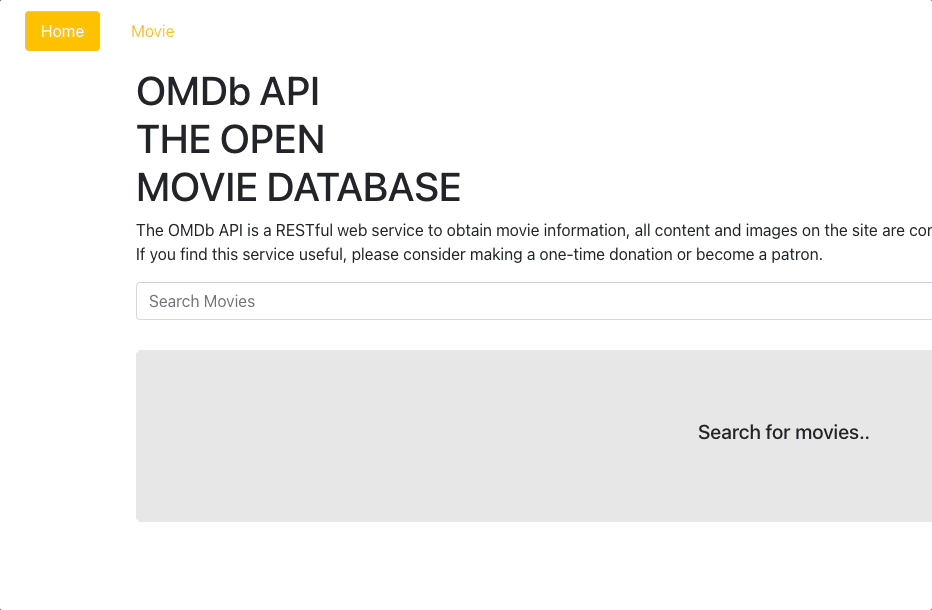 Home
Movie
OMDb API
THE OPEN
MOVIE DATABASE
The OMDb API is a RESTful web service to obtain movie information, all content and images on the site are
If you find this service useful, please consider making a one-time donation or become a patron.
Search Movies
Search for movies..